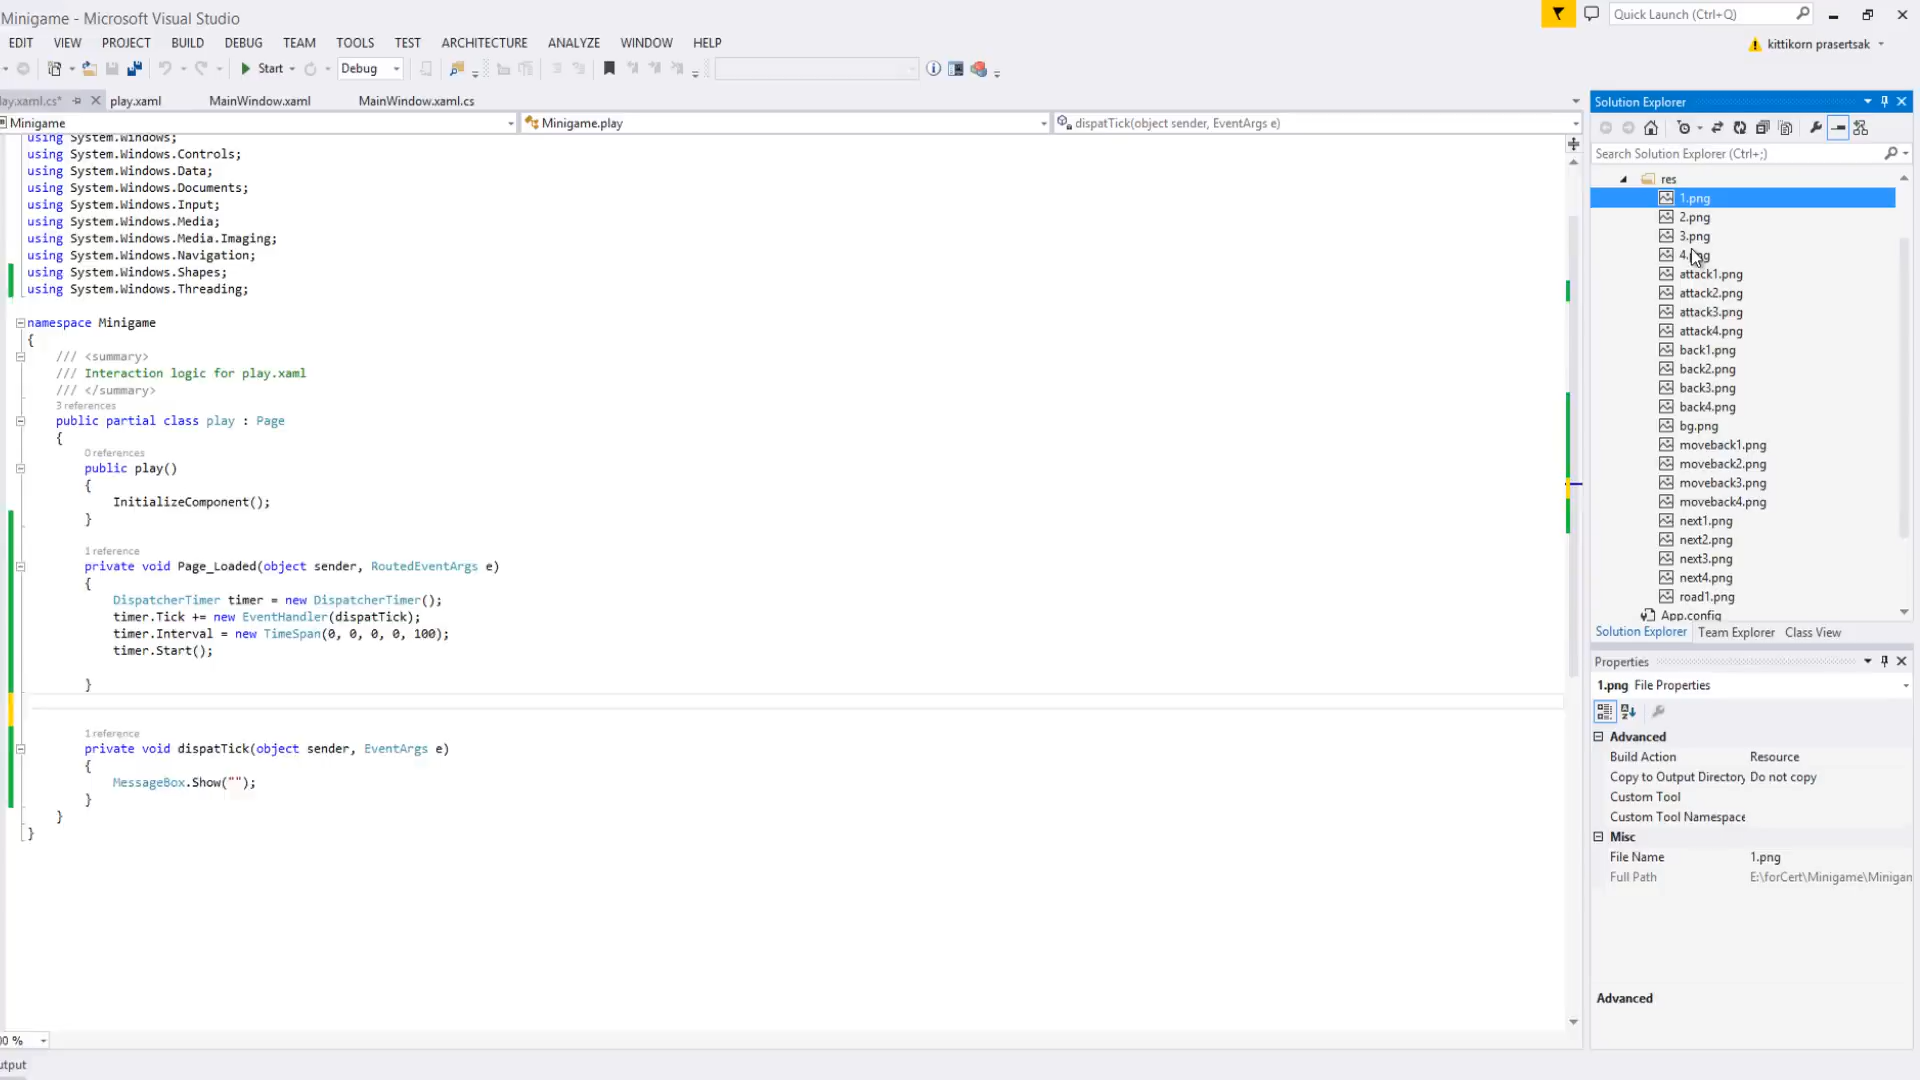 Minigame - Microsoft Visual Studio
Quick Launch (Ctrl+Q)
EDIT VIEW PROJECT BUILD DEBUG TEAM TOOLS TEST ARCHITECTURE ANALYZE WINDOW HELP
kittikorn prasertsak
Start Debug
lay.xaml.cs* play.xaml MainWindow.xaml MainWindow.xaml.cs
Minigame Minigame.play dispatTick(object sender, EventArgs e)
using System.Windows;
using System.Windows.Controls;
using System.Windows.Data;
using System.Windows.Documents;
using System.Windows.Input;
using System.Windows.Media;
using System.Windows.Media.Imaging;
using System.Windows.Navigation;
using System.Windows.Shapes;
using System.Windows.Threading;
namespace Minigame
{
/// <summary>
/// Interaction logic for play.xaml
/// </summary>
3 references
public partial class play : Page
{
0 references
public play()
{
InitializeComponent();
}
1 reference
private void Page_Loaded(object sender, RoutedEventArgs e)
{
DispatcherTimer timer = new DispatcherTimer();
timer.Tick += new EventHandler(dispatTick);
timer.Interval = new TimeSpan(0, 0, 0, 0, 100);
timer.Start();
}
1 reference
private void dispatTick(object sender, EventArgs e)
{
MessageBox.Show("");
}
}
}
00 %
utput
Solution Explorer
Search Solution Explorer (Ctrl+;)
res
1.png
2.png
3.png
4.png
attack1.png
attack2.png
attack3.png
attack4.png
back1.png
back2.png
back3.png
back4.png
bg.png
moveback1.png
moveback2.png
moveback3.png
moveback4.png
next1.png
next2.png
next3.png
next4.png
road1.png
App.config
Solution Explorer Team Explorer Class View
Properties
1.png File Properties
Advanced
Build Action Resource
Copy to Output Directory Do not copy
Custom Tool
Custom Tool Namespace
Misc
File Name 1.png
Full Path E:\forCert\Minigame\Minigan
Advanced